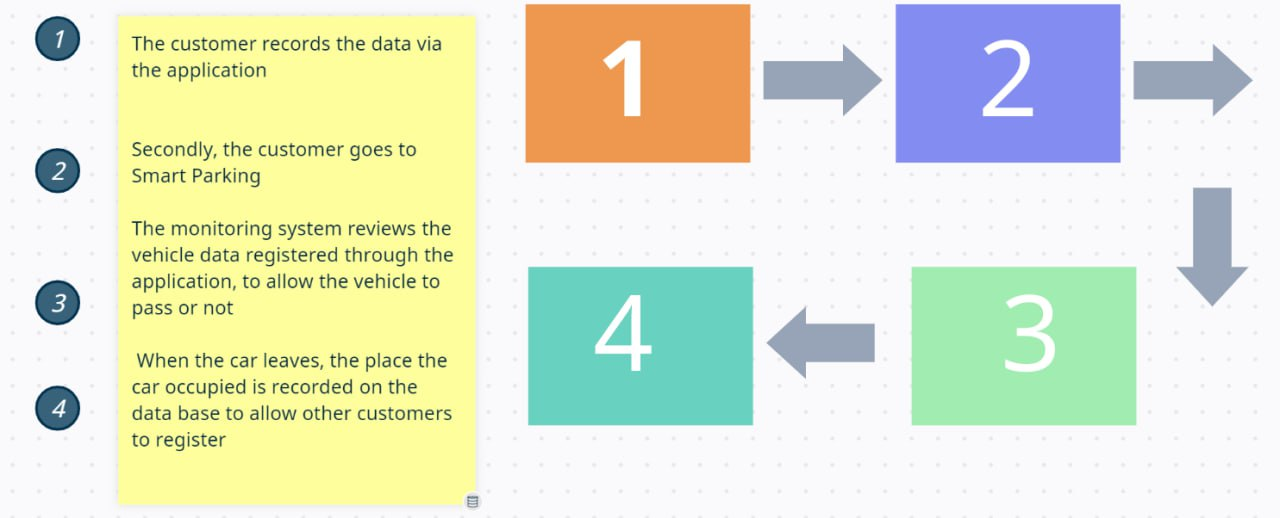 1
The customer records the data via
the application
2
Secondly, the customer goes to
Smart Parking
3
The monitoring system reviews the
vehicle data registered through the
application, to allow the vehicle to
pass or not
4
When the car leaves, the place the
car occupied is recorded on the
data base to allow other customers
to register
1
2
4
3